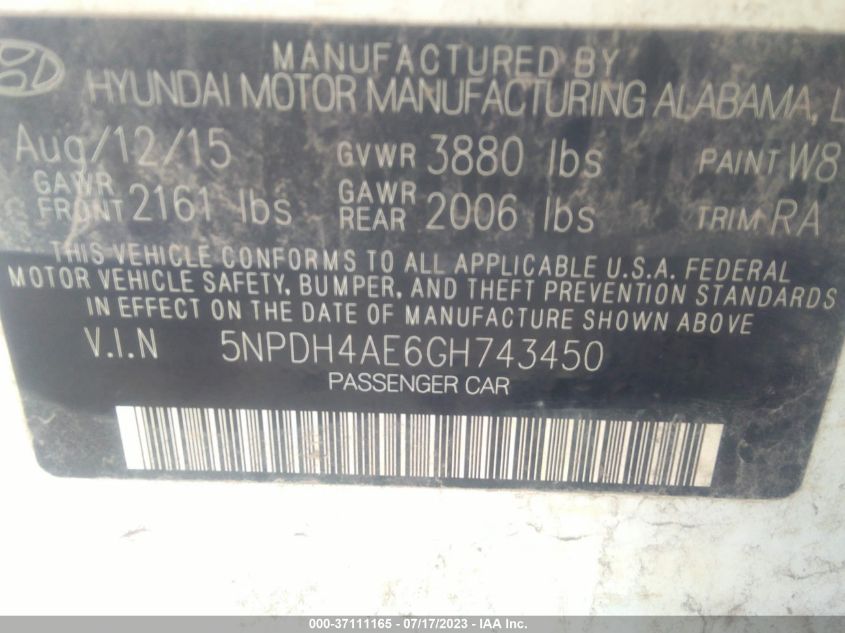 MANUFACTURED BY
HYUNDAI MOTOR MANUFACTURING ALABAMA, L
Aug/12/15 GVWR 3880 lbs PAINT W8
GAWR FRONT 2161 lbs GAWR REAR 2006 lbs TRIM RA
THIS VEHICLE CONFORMS TO ALL APPLICABLE U.S.A. FEDERAL
MOTOR VEHICLE SAFETY, BUMPER, AND THEFT PREVENTION STANDARDS
IN EFFECT ON THE DATE OF MANUFACTURE SHOWN ABOVE
V.I.N 5NPDH4AE6GH743450
PASSENGER CAR
000-37111165 - 07/17/2023 - IAA Inc.